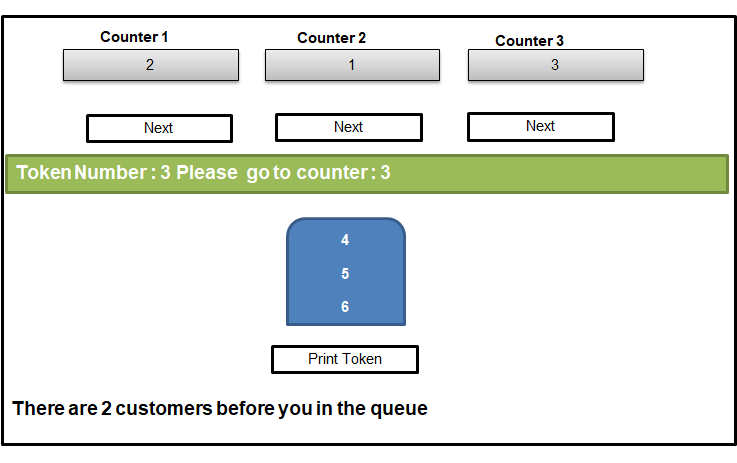 Counter 1
Counter 2
Counter 3
2
1
3
Next
Next
Next
Token Number : 3 Please go to counter : 3
4
5
6
Print Token
There are 2 customers before you in the queue